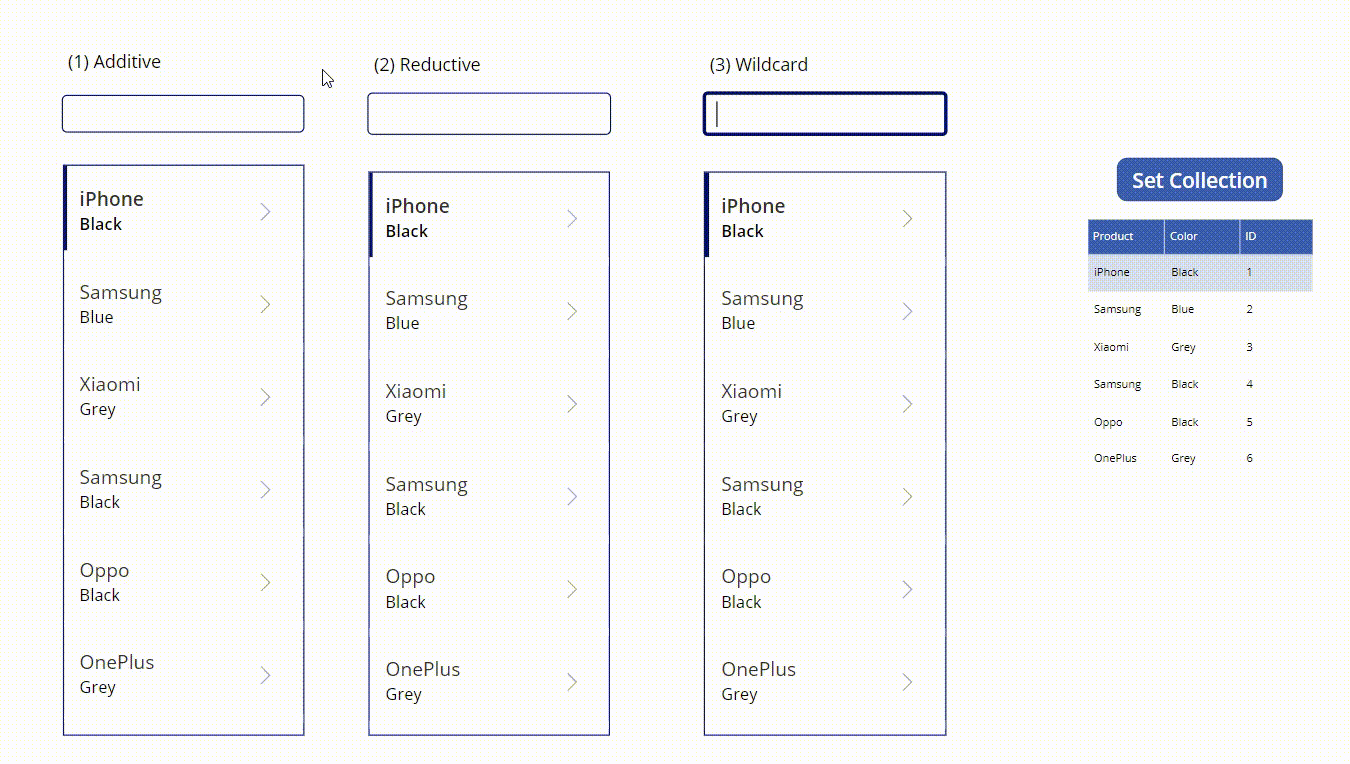 (1) Additive
iPhone
Black
Samsung
Blue
Xiaomi
Grey
Samsung
Black
Oppo
Black
OnePlus
Grey
(2) Reductive
iPhone
Black
Samsung
Blue
Xiaomi
Grey
Samsung
Black
Oppo
Black
OnePlus
Grey
(3) Wildcard
iPhone
Black
Samsung
Blue
Xiaomi
Grey
Samsung
Black
Oppo
Black
OnePlus
Grey
Set Collection
Product Color ID
iPhone Black 1
Samsung Blue 2
Xiaomi Grey 3
Samsung Black 4
Oppo Black 5
OnePlus Grey 6